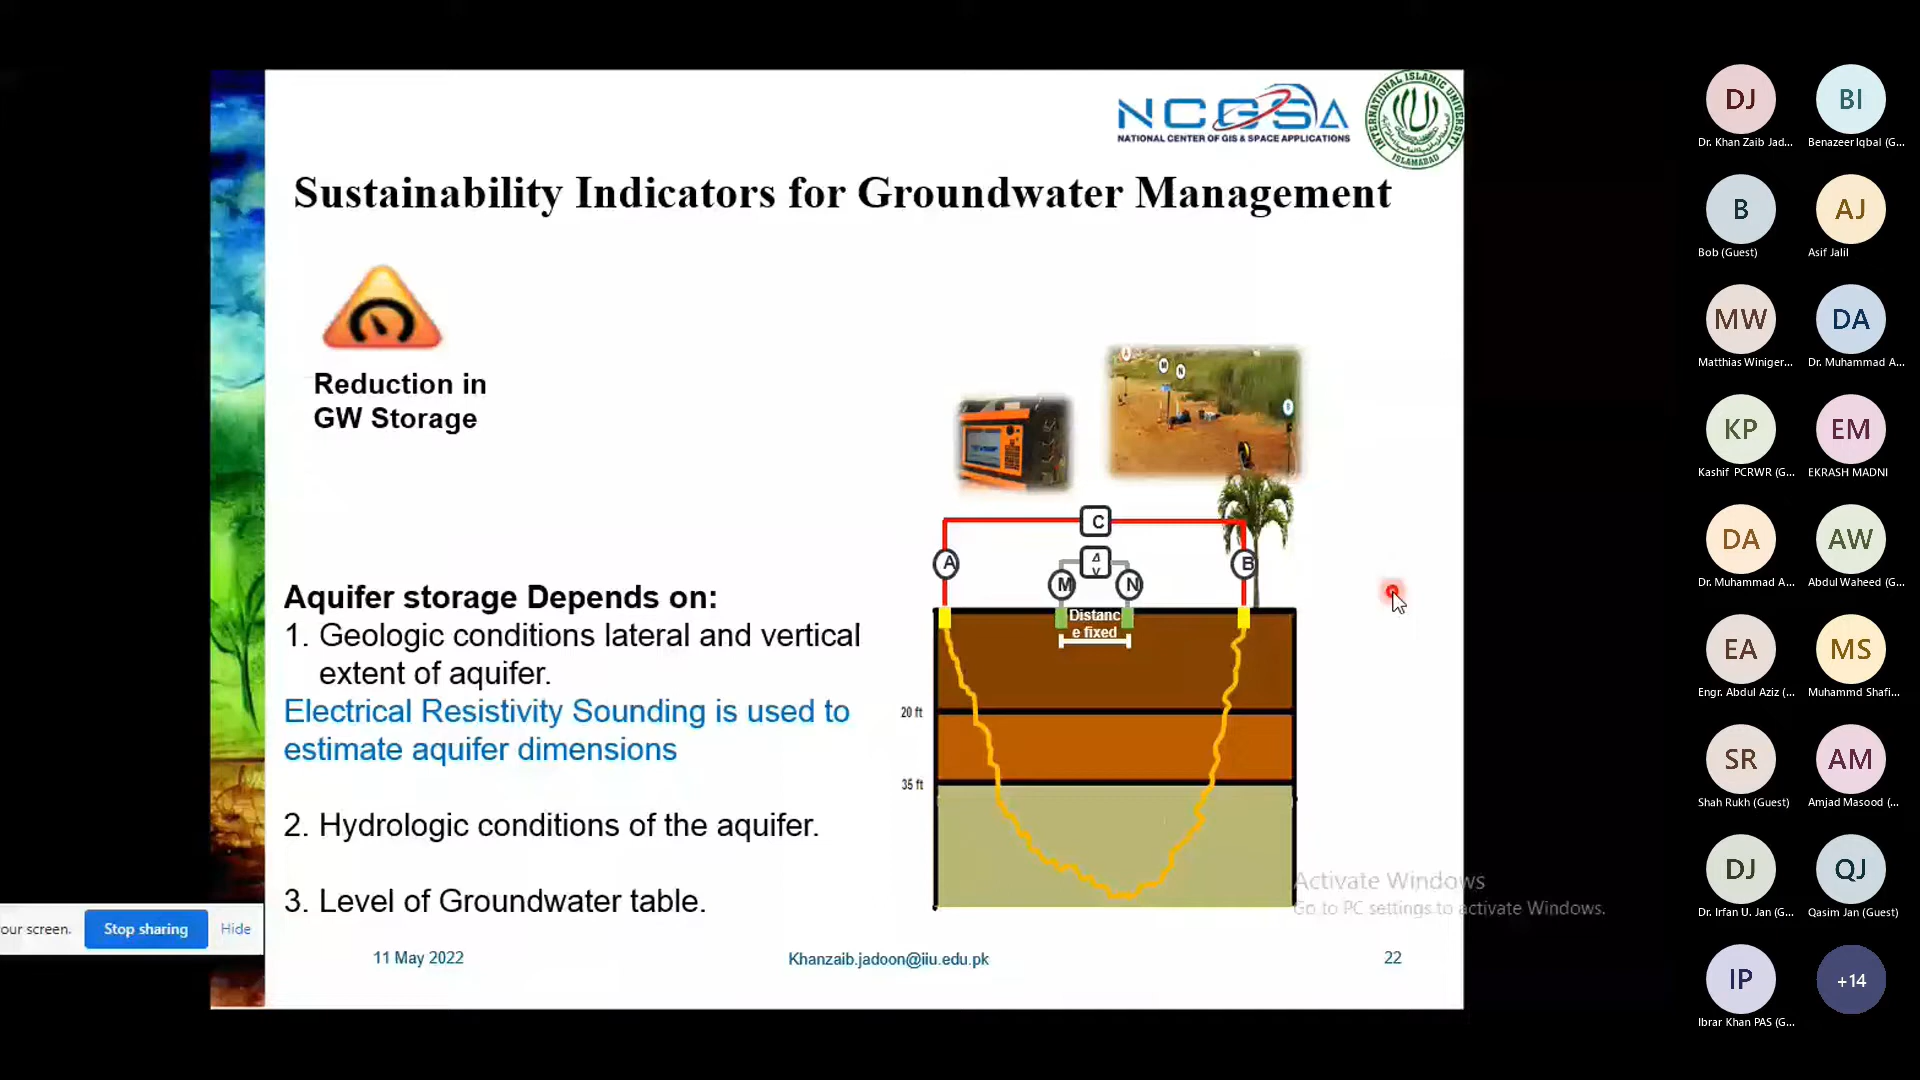 NCGSA
NATIONAL CENTER OF GIS & SPACE APPLICATIONS
INTERNATIONAL ISLAMIC UNIVERSITY
ISLAMABAD
Sustainability Indicators for Groundwater Management
Reduction in
GW Storage
Aquifer storage Depends on:
1. Geologic conditions lateral and vertical
extent of aquifer.
Electrical Resistivity Sounding is used to
estimate aquifer dimensions
2. Hydrologic conditions of the aquifer.
3. Level of Groundwater table.
M
N
C
A
Δ
V
B
M
N
Distanc
e fixed
20 ft
35 ft
Activate Windows
Go to PC settings to activate Windows.
our screen.
Stop sharing
Hide
11 May 2022
Khanzaib.jadoon@iiu.edu.pk
22
DJ
Dr. Khan Zaib Jad...
BI
Benazeer Iqbal (G...
B
Bob (Guest)
AJ
Asif Jalil
MW
Matthias Winiger...
DA
Dr. Muhammad A...
KP
Kashif PCRWR (G...
EM
EKRASH MADNI
DA
Dr. Muhammad A...
AW
Abdul Waheed (G...
EA
Engr. Abdul Aziz (...
MS
Muhammd Shafi...
SR
Shah Rukh (Guest)
AM
Amjad Masood (...
DJ
Dr. Irfan U. Jan (G...
QJ
Qasim Jan (Guest)
IP
Ibrar Khan PAS (G...
+14